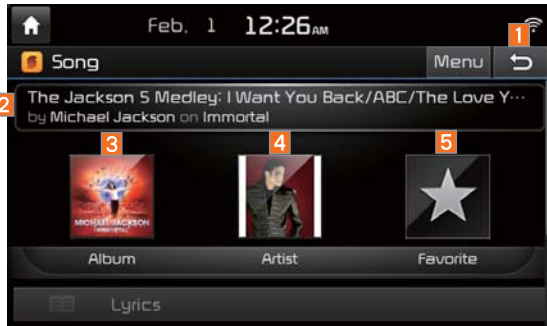 Feb. 1 12:26AM
1
Song Menu
2
The Jackson 5 Medley: I Want You Back/ABC/The Love Y…
by Michael Jackson on Immortal
3 4 5
MICHAEL JACKSON
IMMORTAL
Album Artist Favorite
Lyrics